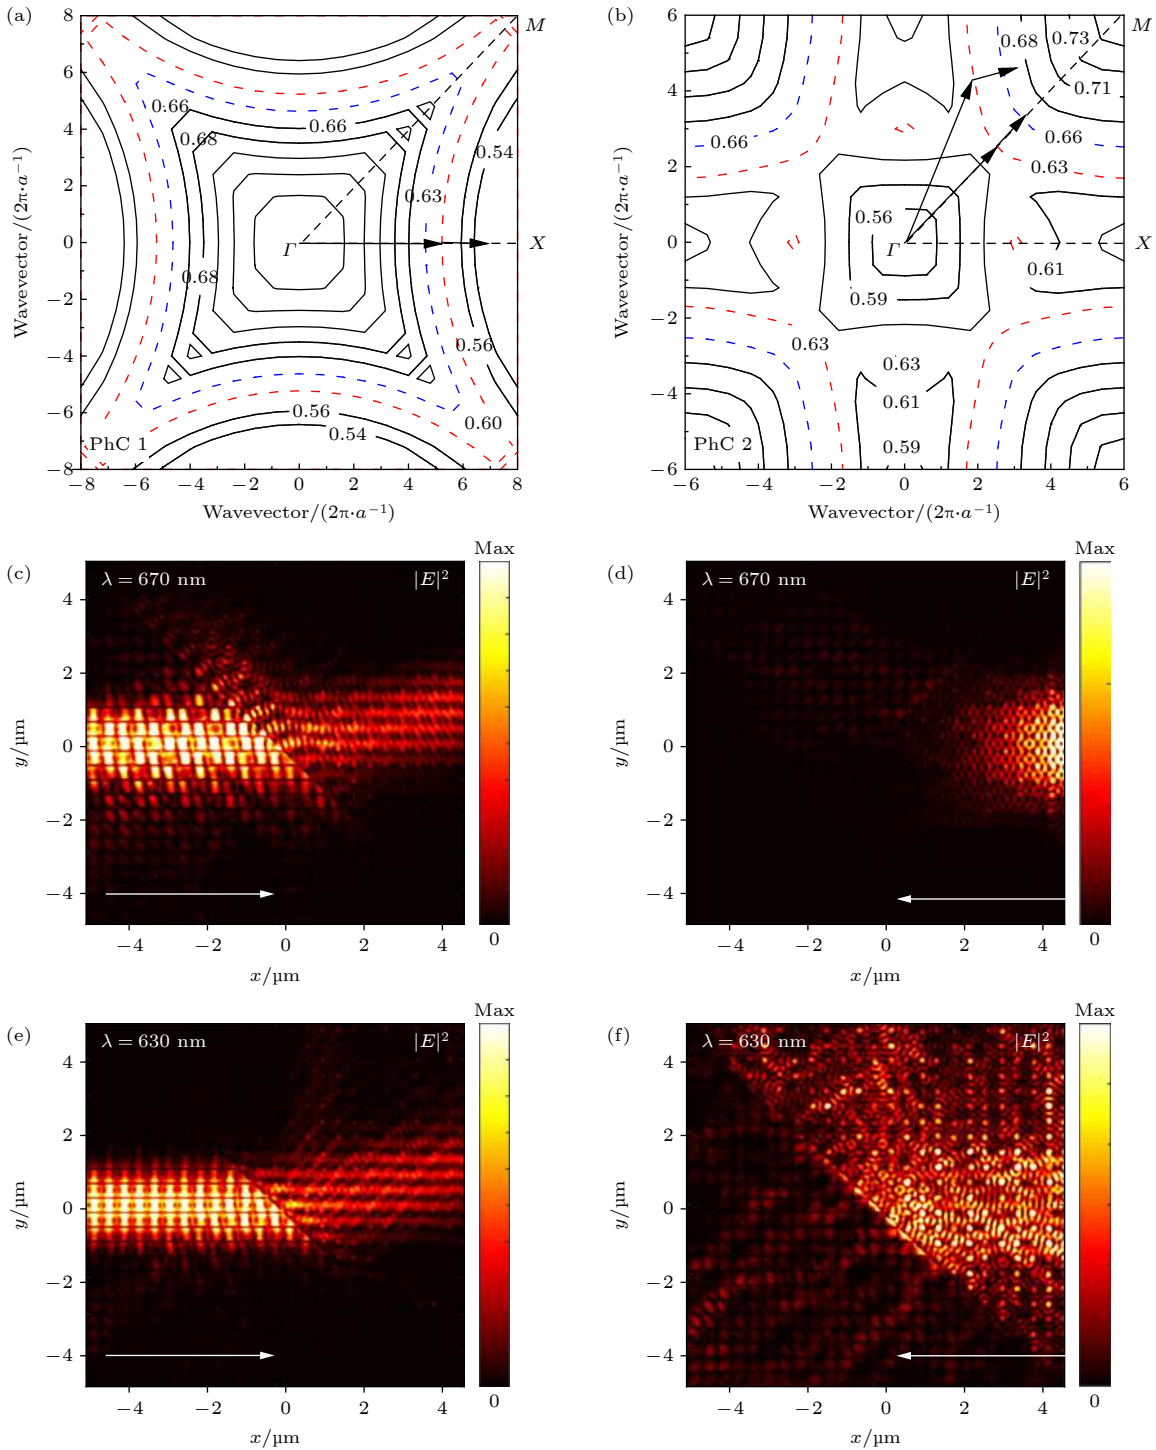 (a)
8
6
4
2
0
−2
−4
−6
−8
−8
−6
−4
−2
0
2
4
6
8
Wavevector/(2π·a⁻¹)
Wavevector/(2π·a⁻¹)
M
X
Γ
0.66
0.66
0.68
0.54
0.63
0.68
0.56
0.56
0.60
0.54
PhC 1
(b)
6
4
2
0
−2
−4
−6
−6
−4
−2
0
2
4
6
Wavevector/(2π·a⁻¹)
Wavevector/(2π·a⁻¹)
M
X
Γ
0.68
0.73
0.71
0.66
0.66
0.63
0.56
0.61
0.59
0.63
0.63
0.61
0.59
PhC 2
(c)
λ = 670 nm
|E|²
Max
0
4
2
0
−2
−4
−4
−2
0
2
4
y/µm
x/µm
(d)
λ = 670 nm
|E|²
Max
0
4
2
0
−2
−4
−4
−2
0
2
4
y/µm
x/µm
(e)
λ = 630 nm
|E|²
Max
0
4
2
0
−2
−4
−4
−2
0
2
4
y/µm
x/µm
(f)
λ = 630 nm
|E|²
Max
0
4
2
0
−2
−4
−4
−2
0
2
4
y/µm
x/µm